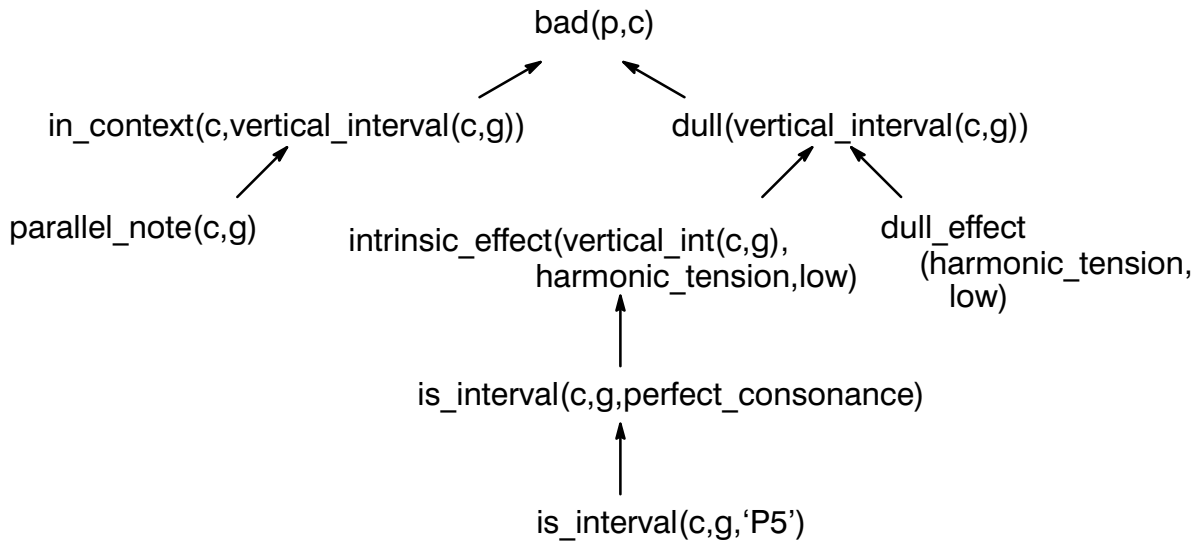 bad(p,c)
in_context(c,vertical_interval(c,g))
dull(vertical_interval(c,g))
parallel_note(c,g)
intrinsic_effect(vertical_int(c,g),
harmonic_tension,low)
dull_effect
(harmonic_tension,
low)
is_interval(c,g,perfect_consonance)
is_interval(c,g,‘P5’)